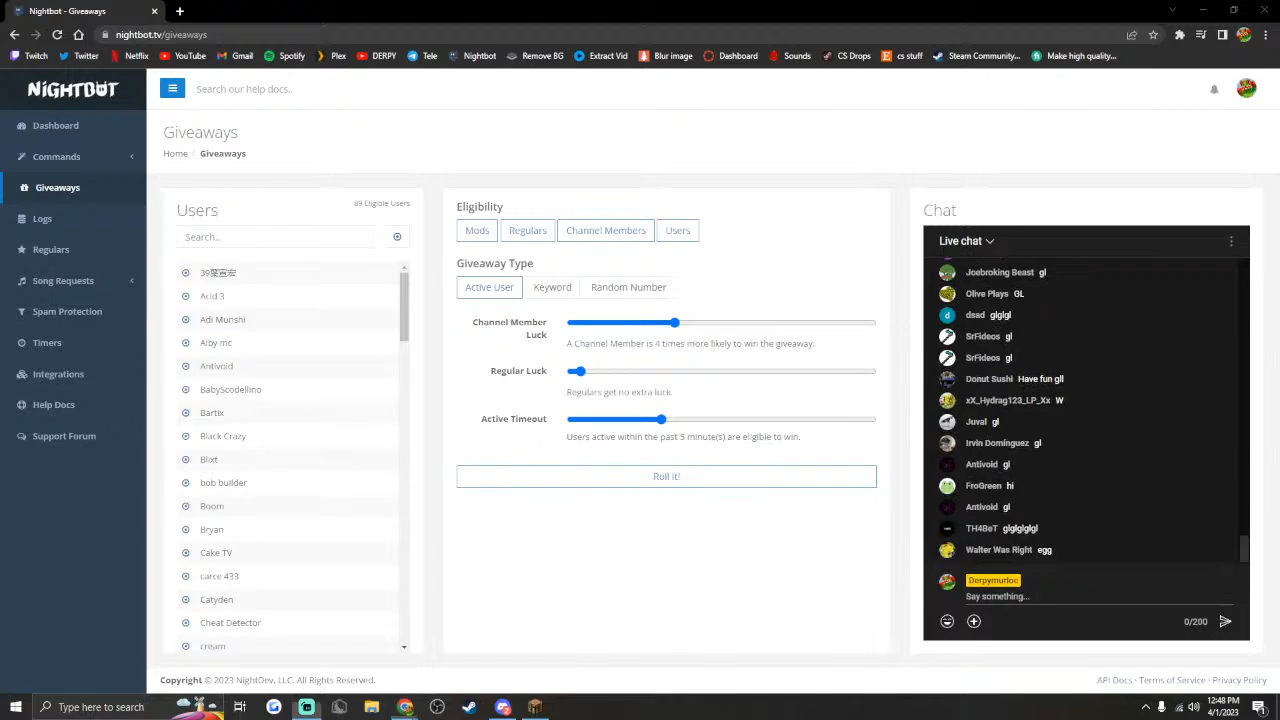 Nightbot - Giveaways
nightbot.tv/giveaways
Twitch
Twitter
Netflix
YouTube
Gmail
Spotify
Plex
DERPY
Tele
Nightbot
Remove BG
Extract Vid
Blur image
Dashboard
Sounds
CS Drops
cs stuff
Steam Community...
Make high quality...
NiGHTBOT
Search our help docs..
Dashboard
Commands
Giveaways
Logs
Regulars
Song Requests
Spam Protection
Timers
Integrations
Help Docs
Support Forum
Giveaways
Home / Giveaways
Users
89 Eligible Users
Search...
39葉宣宏
Acid 3
Adi Munshi
Alby mc
Antivoid
BabyScodellino
Bartix
Black Crazy
Blixt
bob builder
Boom
Bryan
Cake TV
carce 433
Catyden
Cheat Detector
cream
Eligibility
Mods
Regulars
Channel Members
Users
Giveaway Type
Active User
Keyword
Random Number
Channel Member
Luck
A Channel Member is 4 times more likely to win the giveaway.
Regular Luck
Regulars get no extra luck.
Active Timeout
Users active within the past 5 minute(s) are eligible to win.
Roll It!
Chat
Live chat
Joebroking Beast gl
Olive Plays GL
dsad glglgl
SrFideos gl
SrFideos gl
Donut Sushi Have fun gll
xX_Hydrag123_LP_Xx W
Juval gl
Irvin Domínguez gl
Antivoid gl
FroGreen hi
Antivoid gl
TH4BeT glglglglgl
Walter Was Right egg
Derpymurloc
Say something...
0/200
Copyright © 2023 NightDev, LLC. All Rights Reserved.
API Docs · Terms of Service · Privacy Policy
Type here to search
12:48 PM
4/1/2023